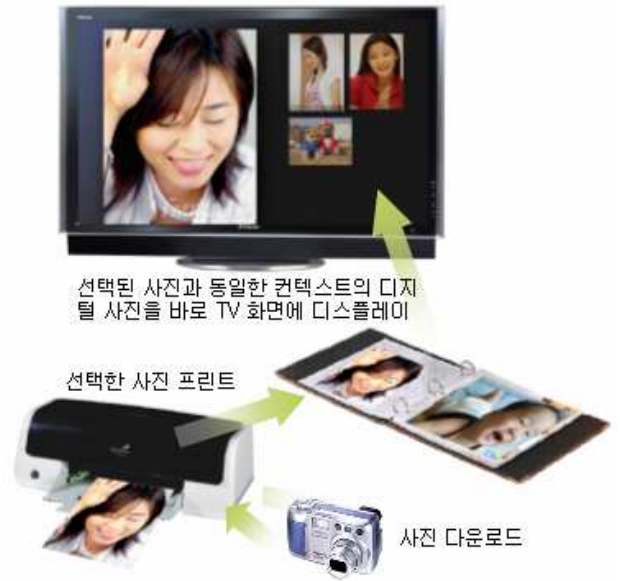 선택된 사진과 동일한 컨텍스트의 디지
털 사진을 바로 TV 화면에 디스플레이
선택한 사진 프린트
사진 다운로드